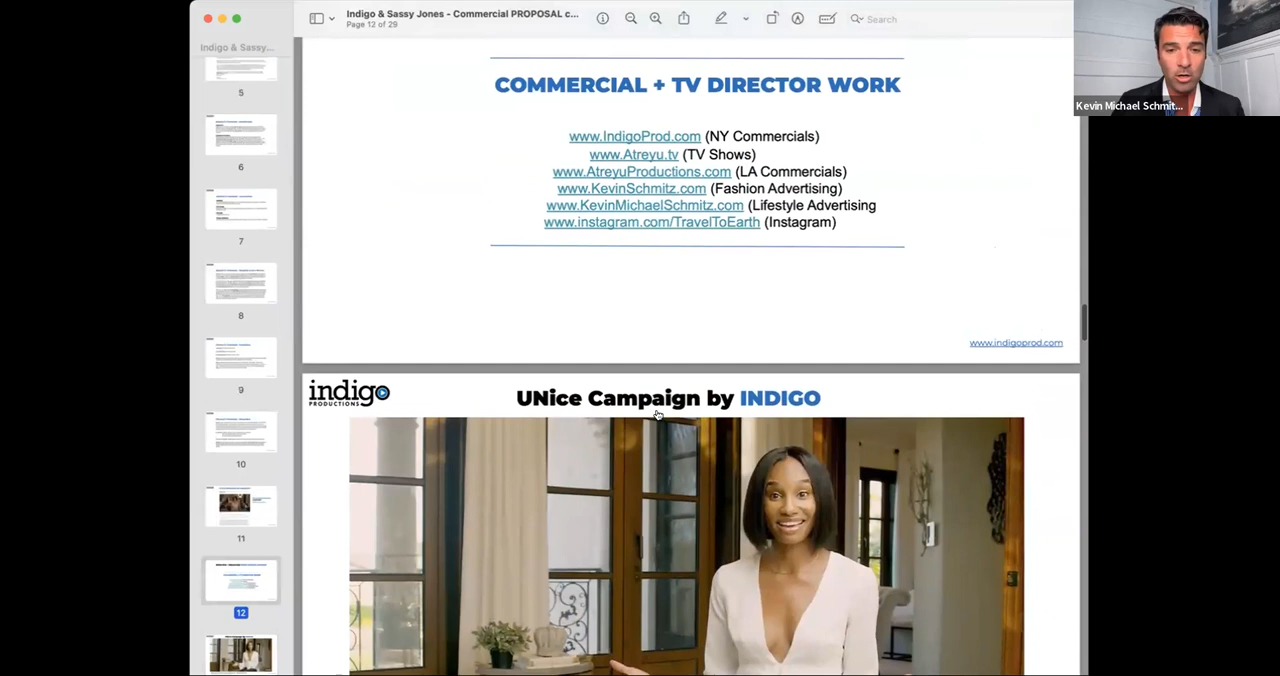 Indigo & Sassy Jones - Commercial PROPOSAL c...
Page 12 of 29
Search
Kevin Michael Schmit...
Indigo & Sassy...
5
6
7
8
9
10
11
12
COMMERCIAL + TV DIRECTOR WORK
www.IndigoProd.com (NY Commercials)
www.Atreyu.tv (TV Shows)
www.AtreyuProductions.com (LA Commercials)
www.KevinSchmitz.com (Fashion Advertising)
www.KevinMichaelSchmitz.com (Lifestyle Advertising
www.instagram.com/TravelToEarth (Instagram)
www.indigoprod.com
indigo
PRODUCTIONS
UNice Campaign by INDIGO